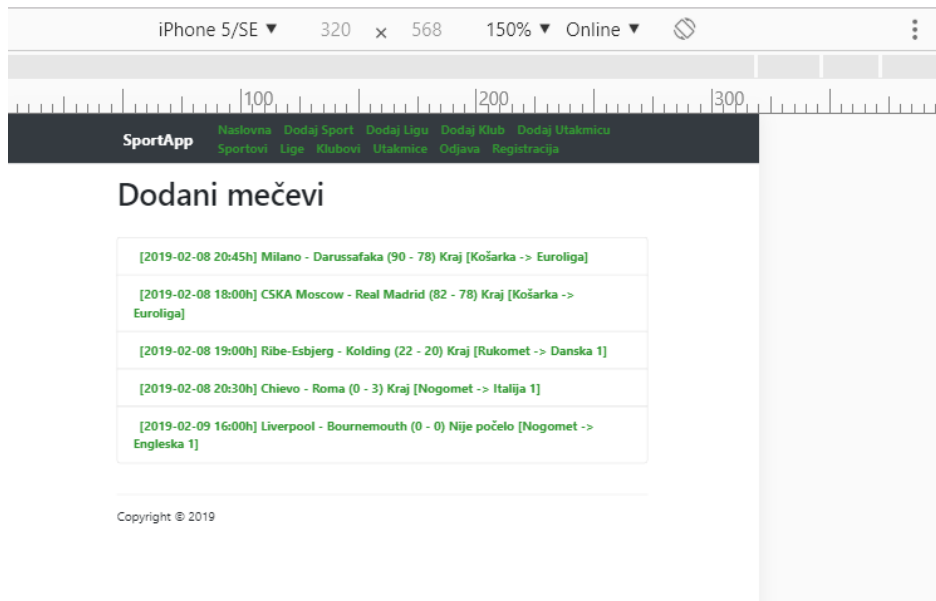 iPhone 5/SE ▼ 320 × 568 150% ▼ Online ▼
100 200 300
SportApp
Naslovna Dodaj Sport Dodaj Ligu Dodaj Klub Dodaj Utakmicu
Sportovi Lige Klubovi Utakmice Odjava Registracija
Dodani mečevi
[2019-02-08 20:45h] Milano - Darussafaka (90 - 78) Kraj [Košarka -> Euroliga]
[2019-02-08 18:00h] CSKA Moscow - Real Madrid (82 - 78) Kraj [Košarka ->
Euroliga]
[2019-02-08 19:00h] Ribe-Esbjerg - Kolding (22 - 20) Kraj [Rukomet -> Danska 1]
[2019-02-08 20:30h] Chievo - Roma (0 - 3) Kraj [Nogomet -> Italija 1]
[2019-02-09 16:00h] Liverpool - Bournemouth (0 - 0) Nije počelo [Nogomet ->
Engleska 1]
Copyright © 2019